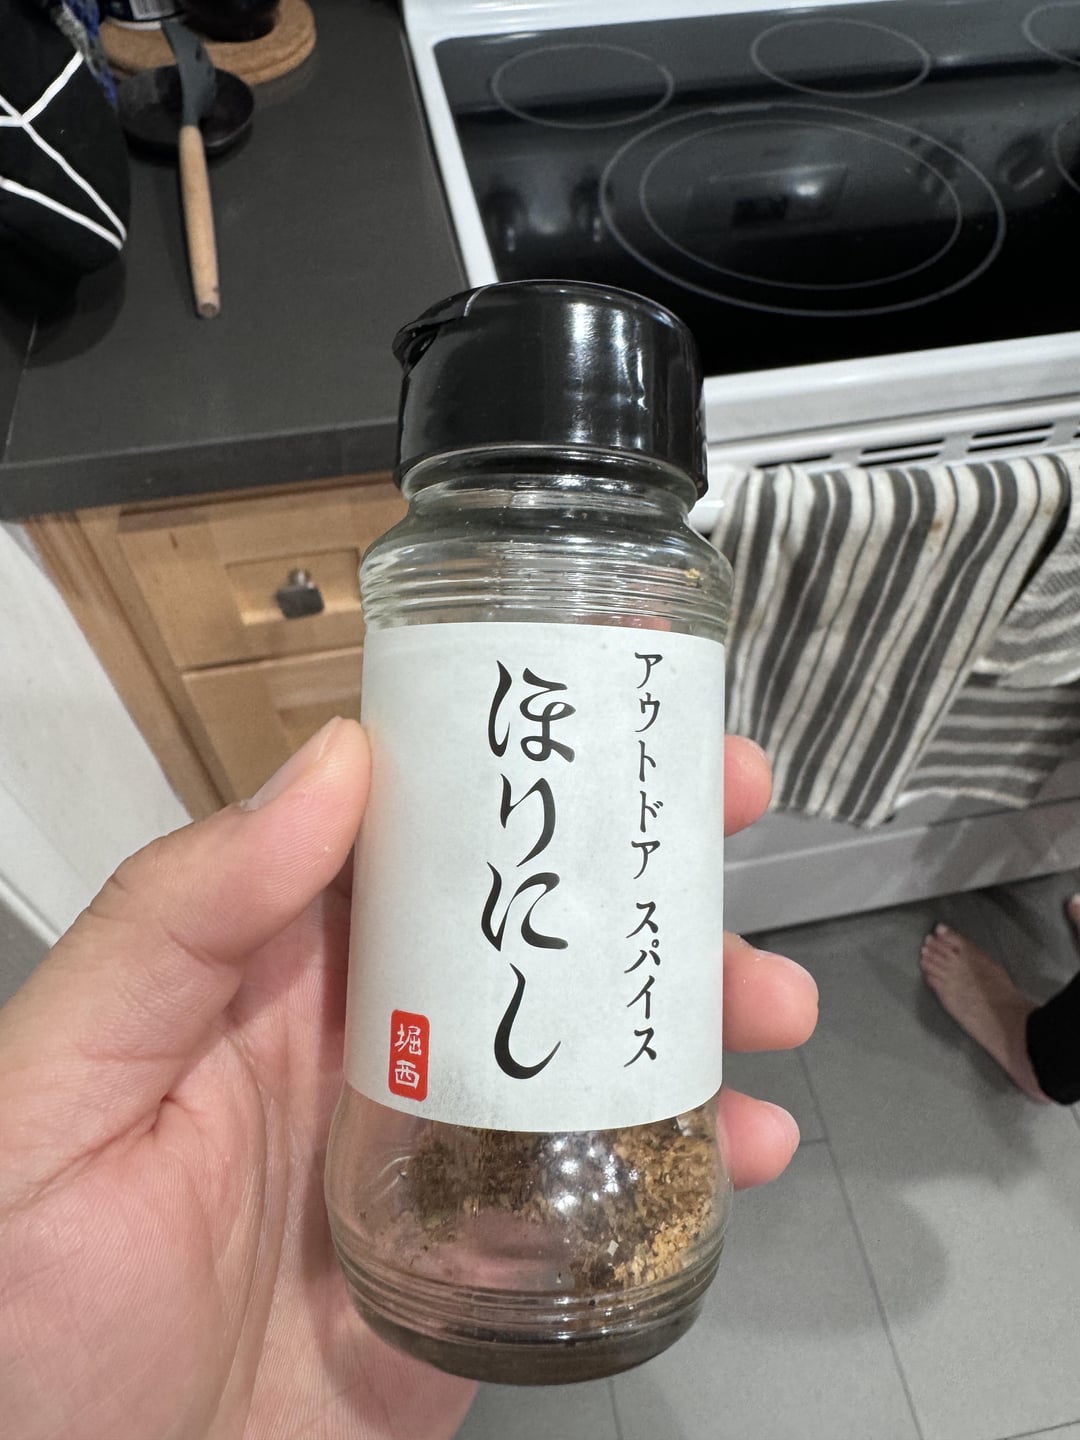 アウトドア スパイス
ほりにし
堀西